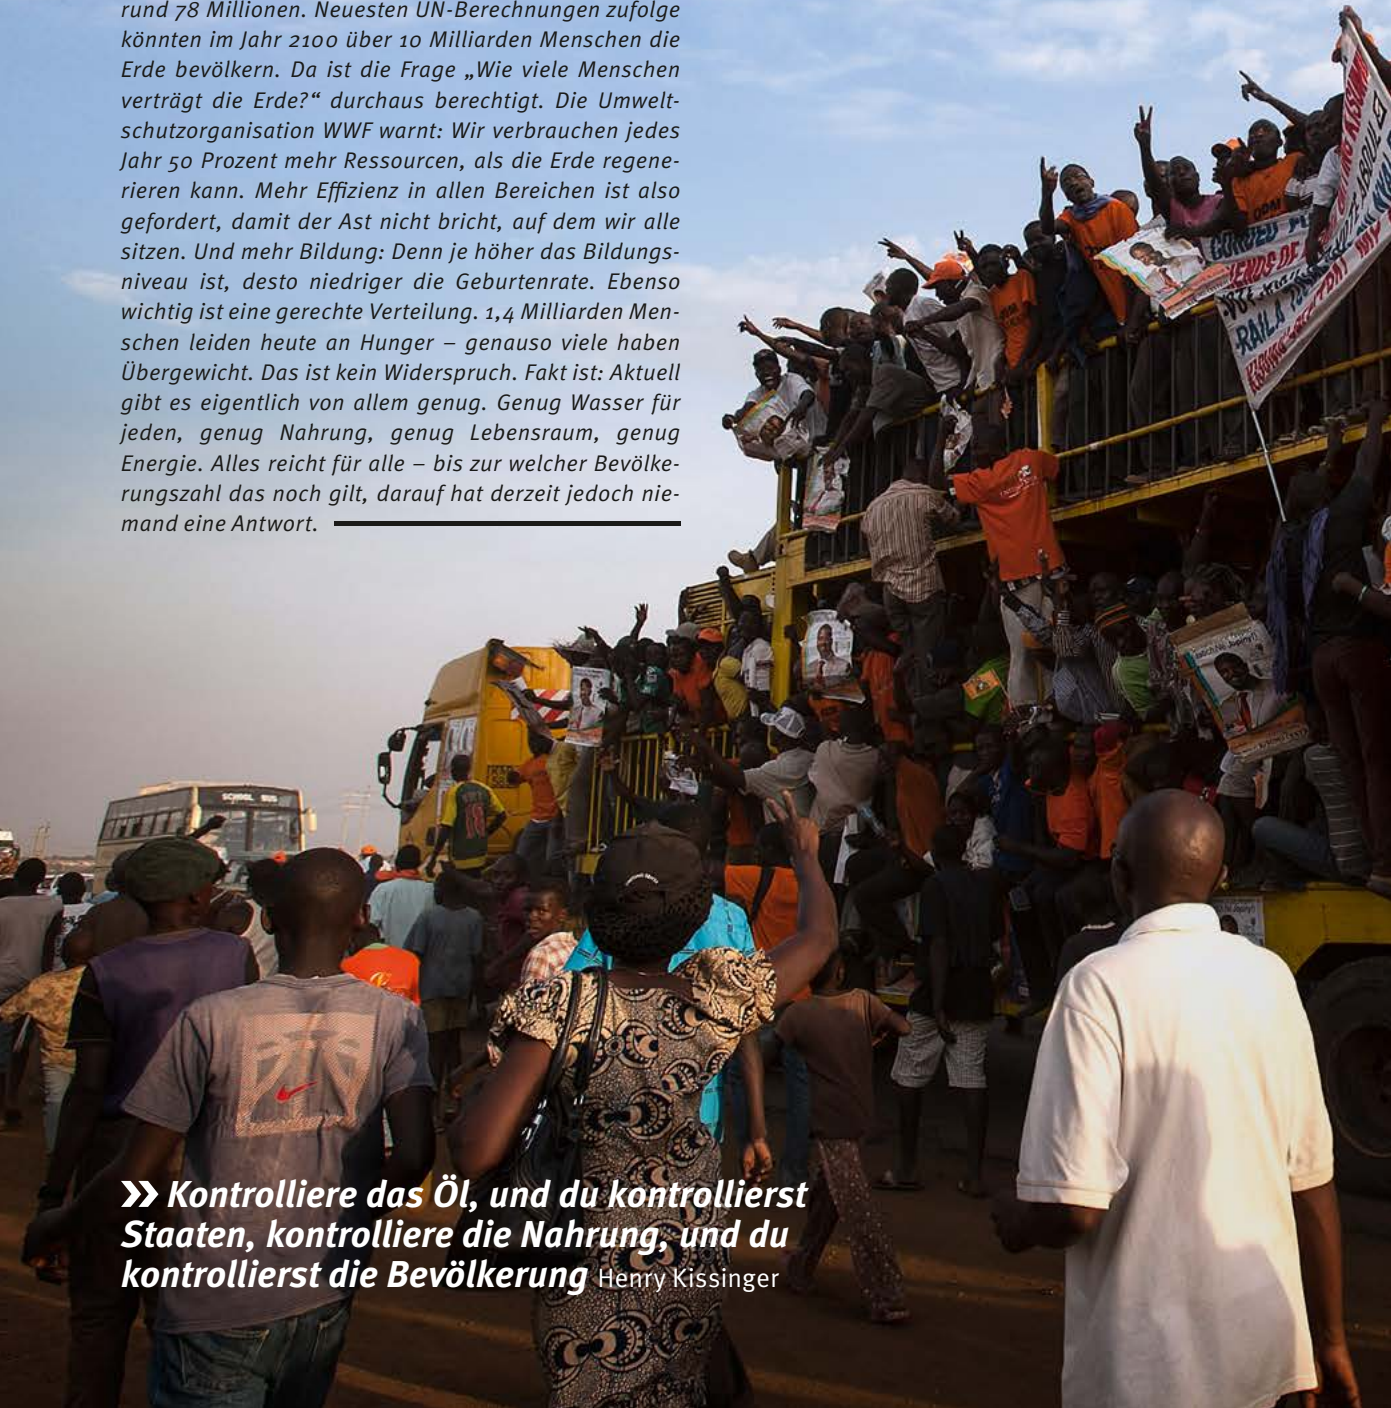 rund 78 Millionen. Neuesten UN-Berechnungen zufolge
könnten im Jahr 2100 über 10 Milliarden Menschen die
Erde bevölkern. Da ist die Frage „Wie viele Menschen
verträgt die Erde?“ durchaus berechtigt. Die Umwelt-
schutzorganisation WWF warnt: Wir verbrauchen jedes
Jahr 50 Prozent mehr Ressourcen, als die Erde regene-
rieren kann. Mehr Effizienz in allen Bereichen ist also
gefordert, damit der Ast nicht bricht, auf dem wir alle
sitzen. Und mehr Bildung: Denn je höher das Bildungs-
niveau ist, desto niedriger die Geburtenrate. Ebenso
wichtig ist eine gerechte Verteilung. 1,4 Milliarden Men-
schen leiden heute an Hunger – genauso viele haben
Übergewicht. Das ist kein Widerspruch. Fakt ist: Aktuell
gibt es eigentlich von allem genug. Genug Wasser für
jeden, genug Nahrung, genug Lebensraum, genug
Energie. Alles reicht für alle – bis zur welcher Bevölke-
rungszahl das noch gilt, darauf hat derzeit jedoch nie-
mand eine Antwort.
RAILA
SCHOOL BUS
» Kontrolliere das Öl, und du kontrollierst
Staaten, kontrolliere die Nahrung, und du
kontrollierst die Bevölkerung Henry Kissinger